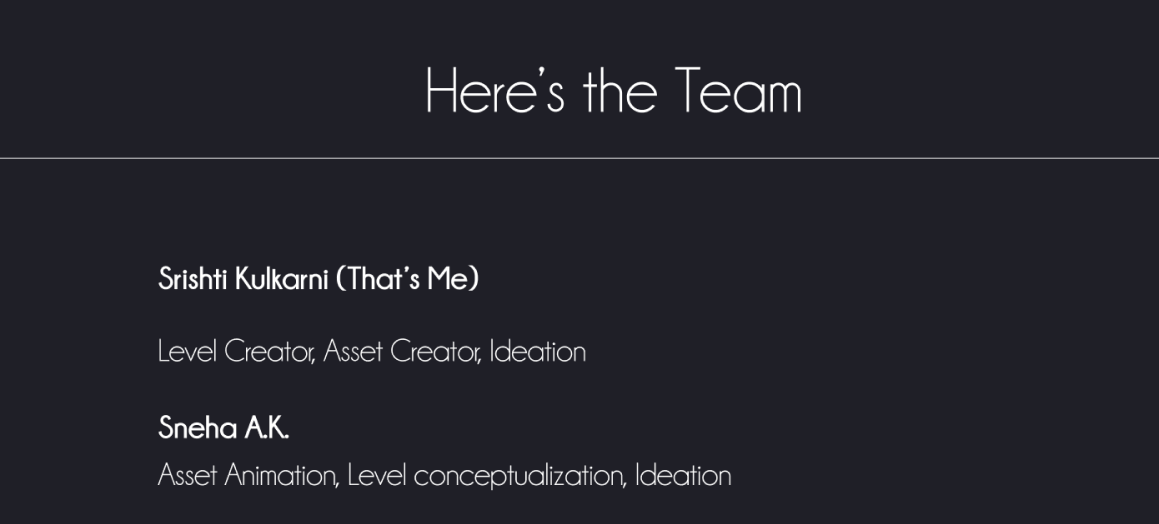 Here’s the Team
Srishti Kulkarni (That’s Me)
Level Creator, Asset Creator, Ideation
Sneha A.K.
Asset Animation, Level conceptualization, Ideation